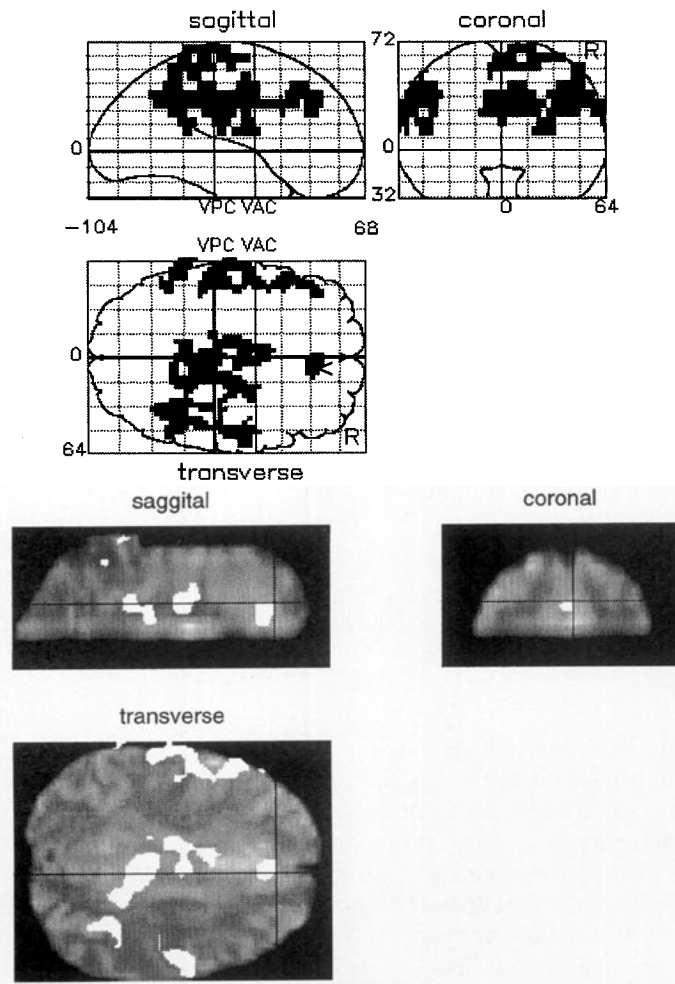 sagittal
coronal
72
R
0
0
32
VPC VAC
0
64
-104
68
VPC VAC
0
R
64
transverse
saggital
coronal
transverse